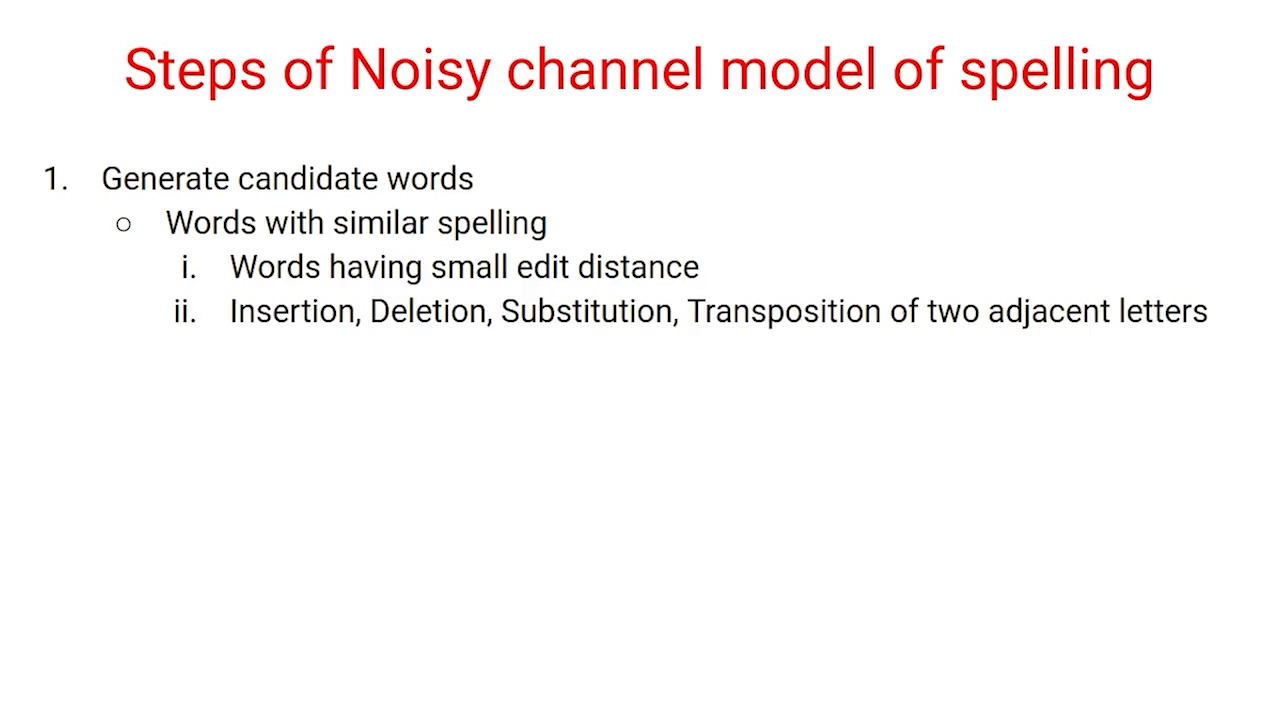 Steps of Noisy channel model of spelling
1. Generate candidate words
○ Words with similar spelling
i. Words having small edit distance
ii. Insertion, Deletion, Substitution, Transposition of two adjacent letters